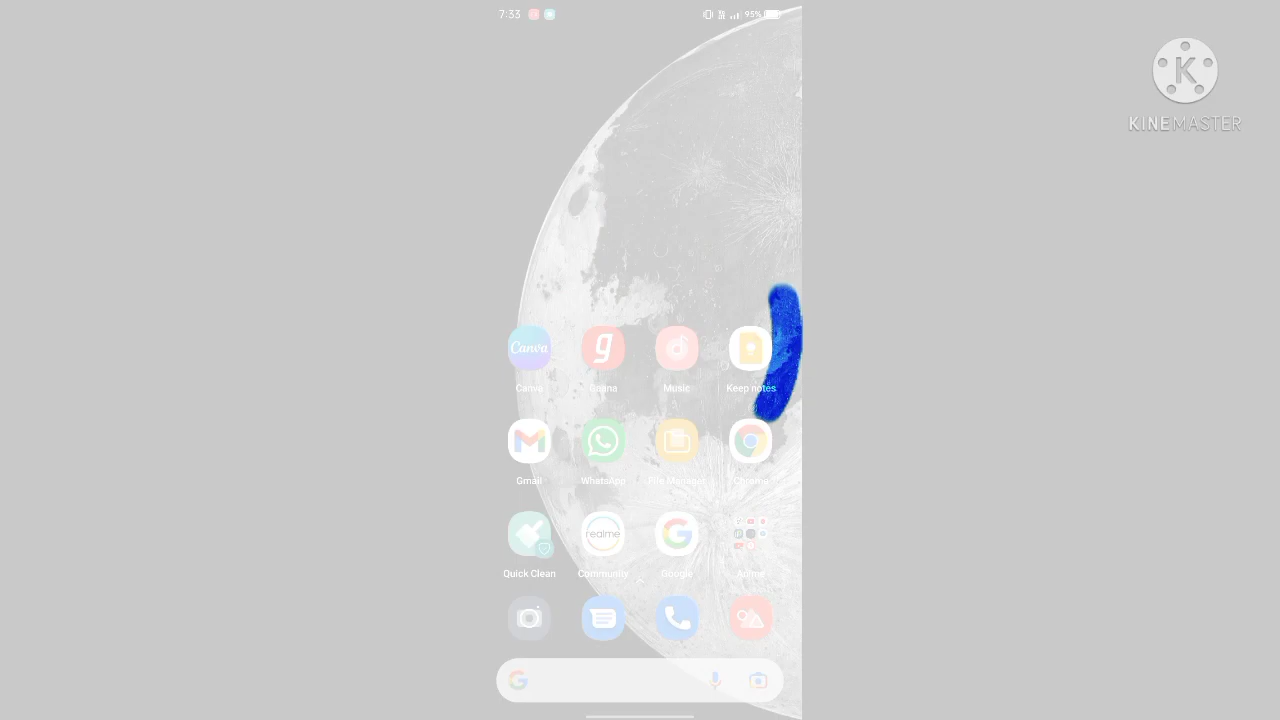 7:33
95%
KINEMASTER
Canva
Canva
Gaana
Music
Keep notes
Gmail
WhatsApp
File Manager
Chrome
realme
Quick Clean
Community
Google
Anime